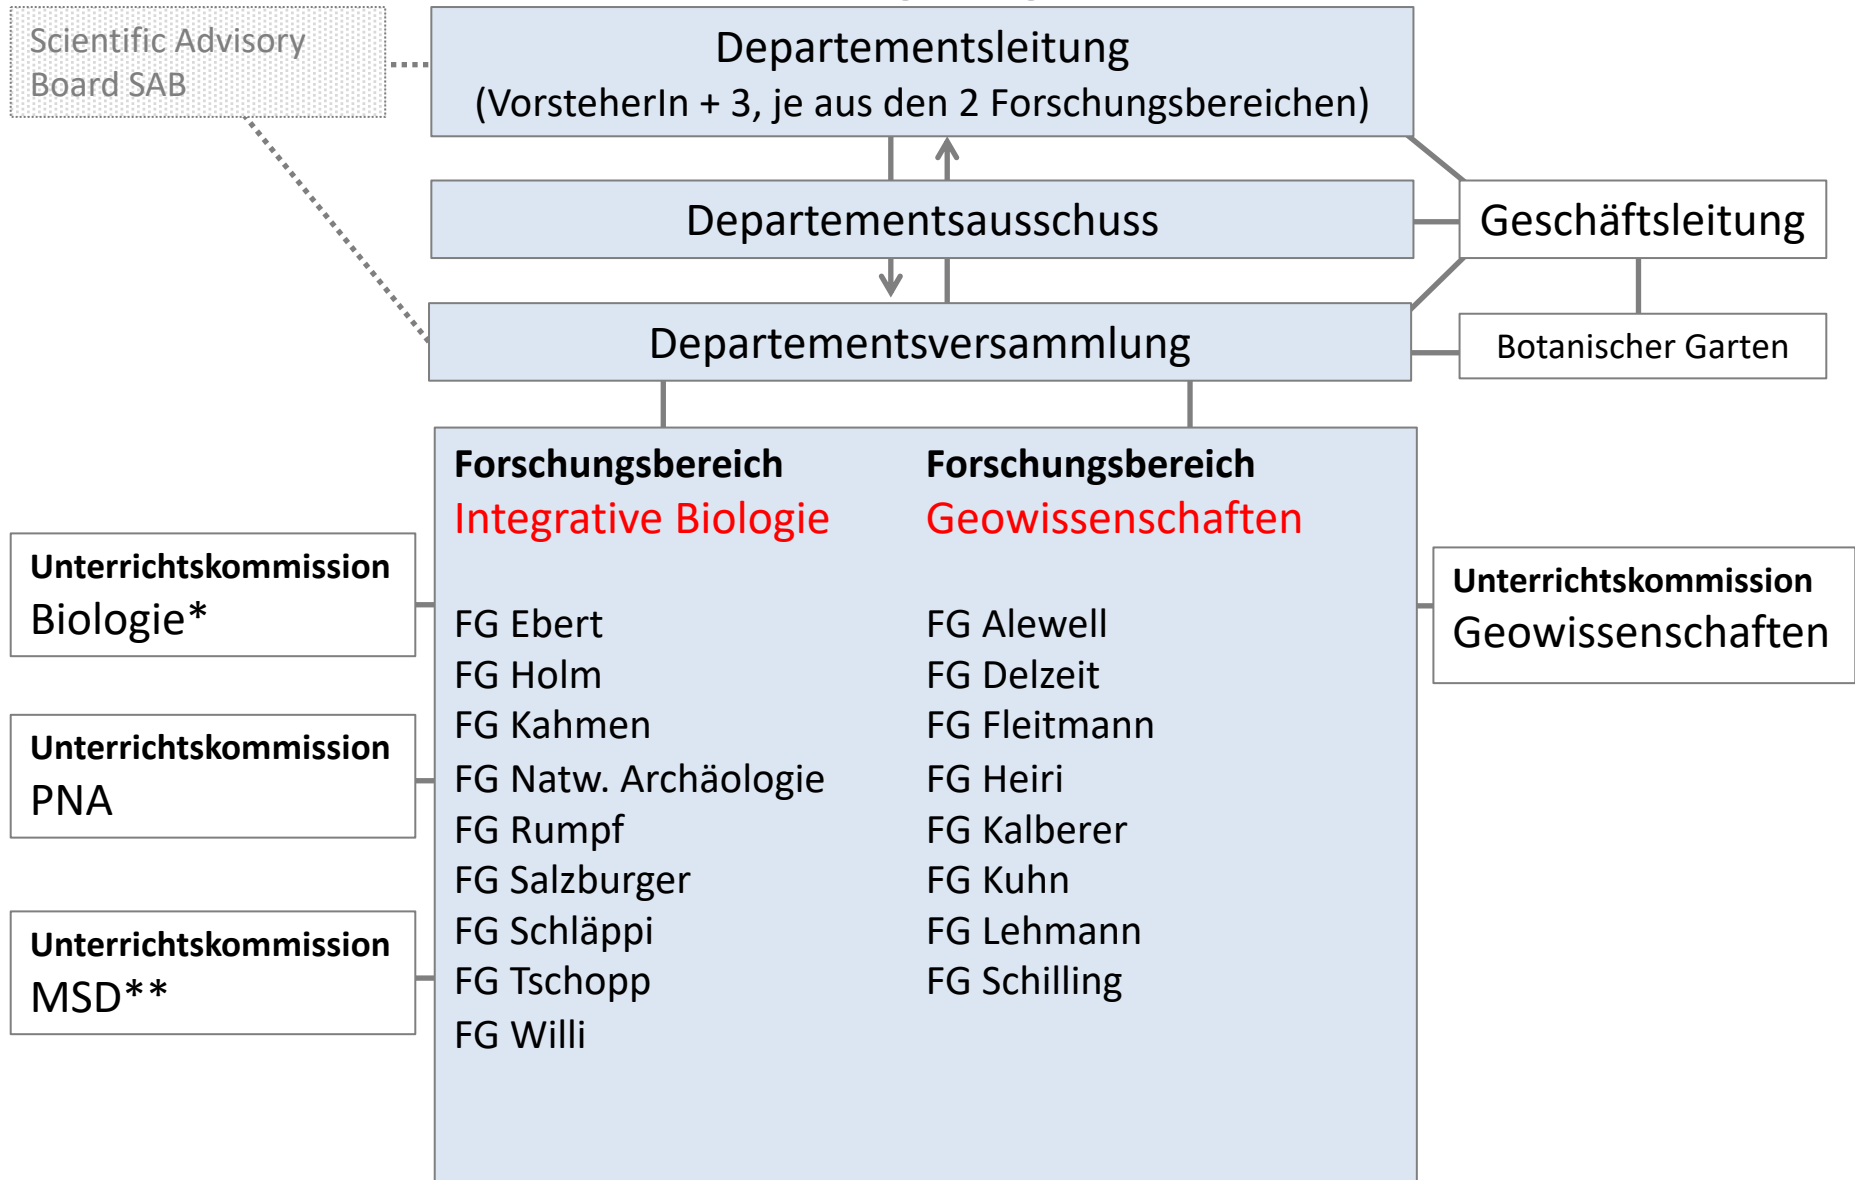 Scientific Advisory
Board SAB
Departementsleitung
(VorsteherIn + 3, je aus den 2 Forschungsbereichen)
Departementsausschuss
Geschäftsleitung
Departementsversammlung
Botanischer Garten
Forschungsbereich
Integrative Biologie
FG Ebert
FG Holm
FG Kahmen
FG Natw. Archäologie
FG Rumpf
FG Salzburger
FG Schläppi
FG Tschopp
FG Willi
Forschungsbereich
Geowissenschaften
FG Alewell
FG Delzeit
FG Fleitmann
FG Heiri
FG Kalberer
FG Kuhn
FG Lehmann
FG Schilling
Unterrichtskommission
Biologie*
Unterrichtskommission
PNA
Unterrichtskommission
MSD**
Unterrichtskommission
Geowissenschaften